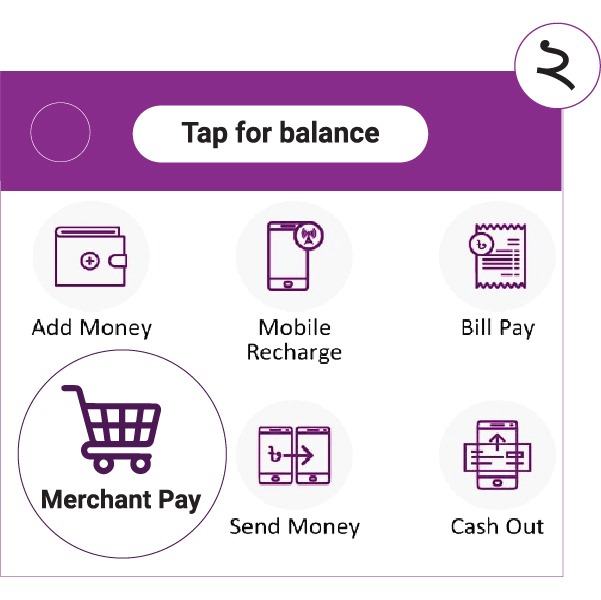 ২
Tap for balance
Add Money
Mobile
Recharge
Bill Pay
Merchant Pay
Send Money
Cash Out